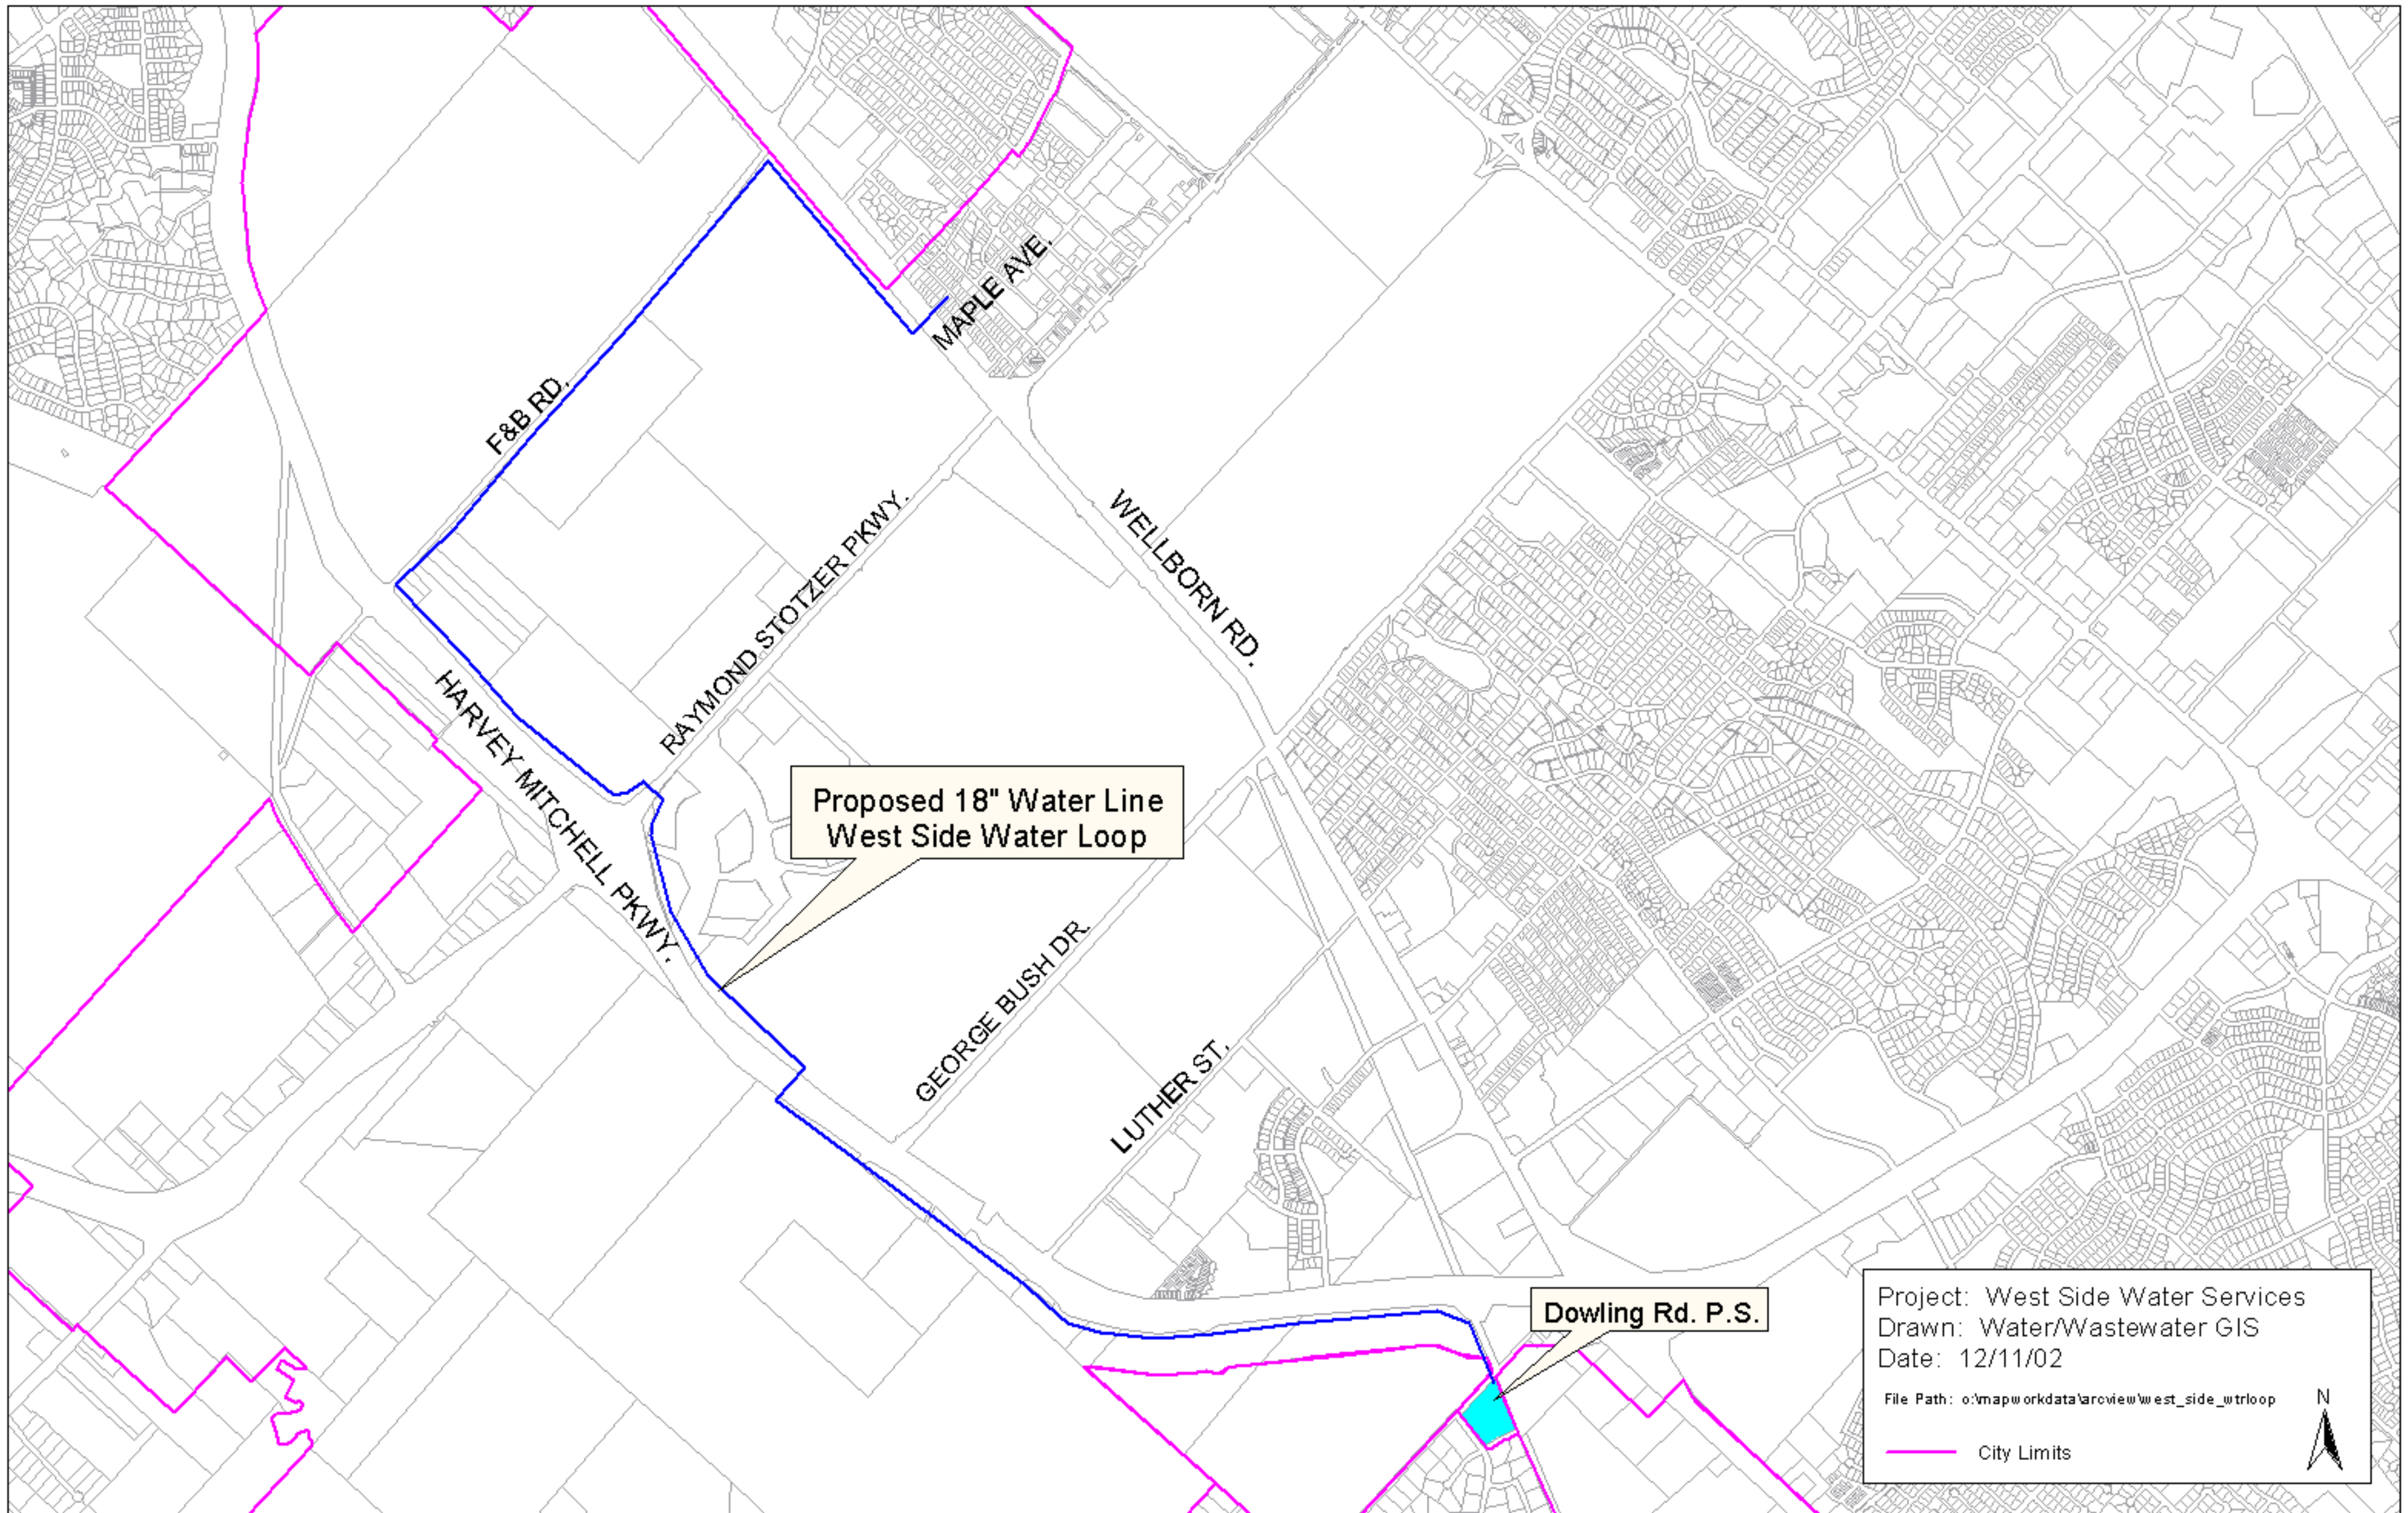 MAPLE AVE.
F&B RD.
WELLBORN RD.
RAYMOND STOTZER PKWY.
HARVEY MITCHELL PKWY.
Proposed 18" Water Line
West Side Water Loop
GEORGE BUSH DR.
LUTHER ST.
Dowling Rd. P.S.
Project: West Side Water Services
Drawn: Water/Wastewater GIS
Date: 12/11/02
File Path: o:\mapworkdata\arcview\west_side_wtrloop
N
City Limits